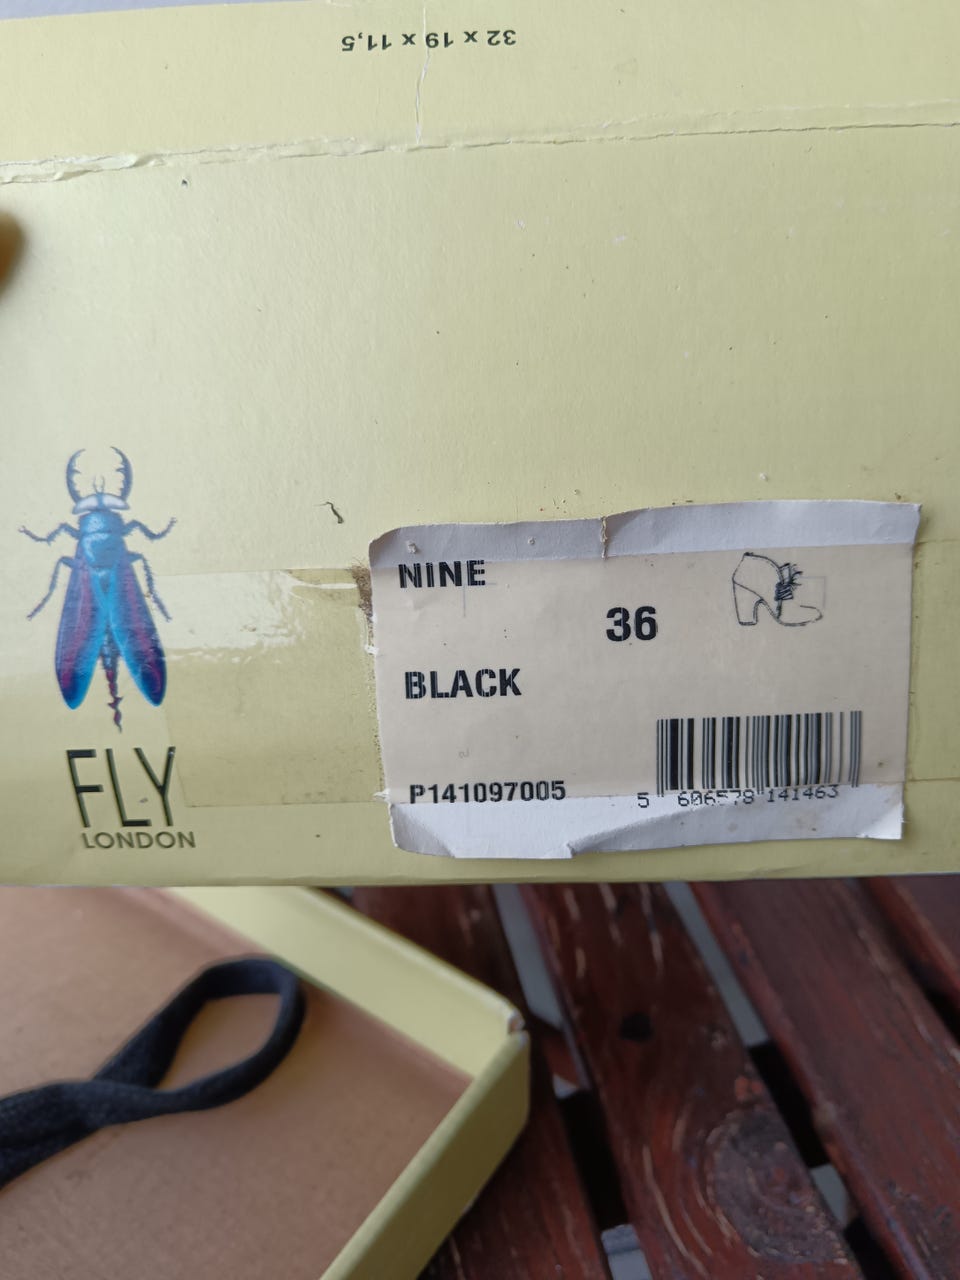 32 x 19 x 11,5
NINE
36
BLACK
P141097005
5 606578 141463
FLY
LONDON